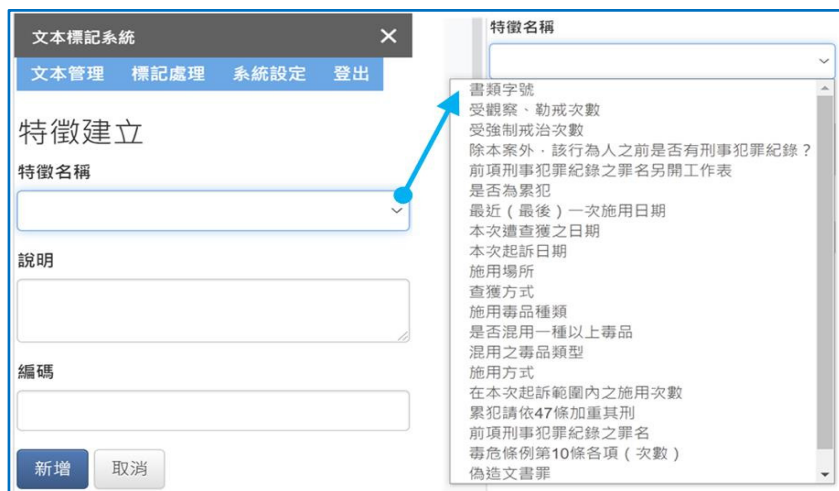 文本標記系統 ×
文本管理 標記處理 系統設定 登出
特徵建立
特徵名稱
說明
編碼
新增 取消
特徵名稱
書類字號
受觀察、勒戒次數
受強制戒治次數
除本案外，該行為人之前是否有刑事犯罪紀錄？
前項刑事犯罪紀錄之罪名另開工作表
是否為累犯
最近（最後）一次施用日期
本次遭查獲之日期
本次起訴日期
施用場所
查獲方式
施用毒品種類
是否混用一種以上毒品
混用之毒品類型
施用方式
在本次起訴範圍內之施用次數
累犯請依47條加重其刑
前項刑事犯罪紀錄之罪名
毒危條例第10條各項（次數）
偽造文書罪